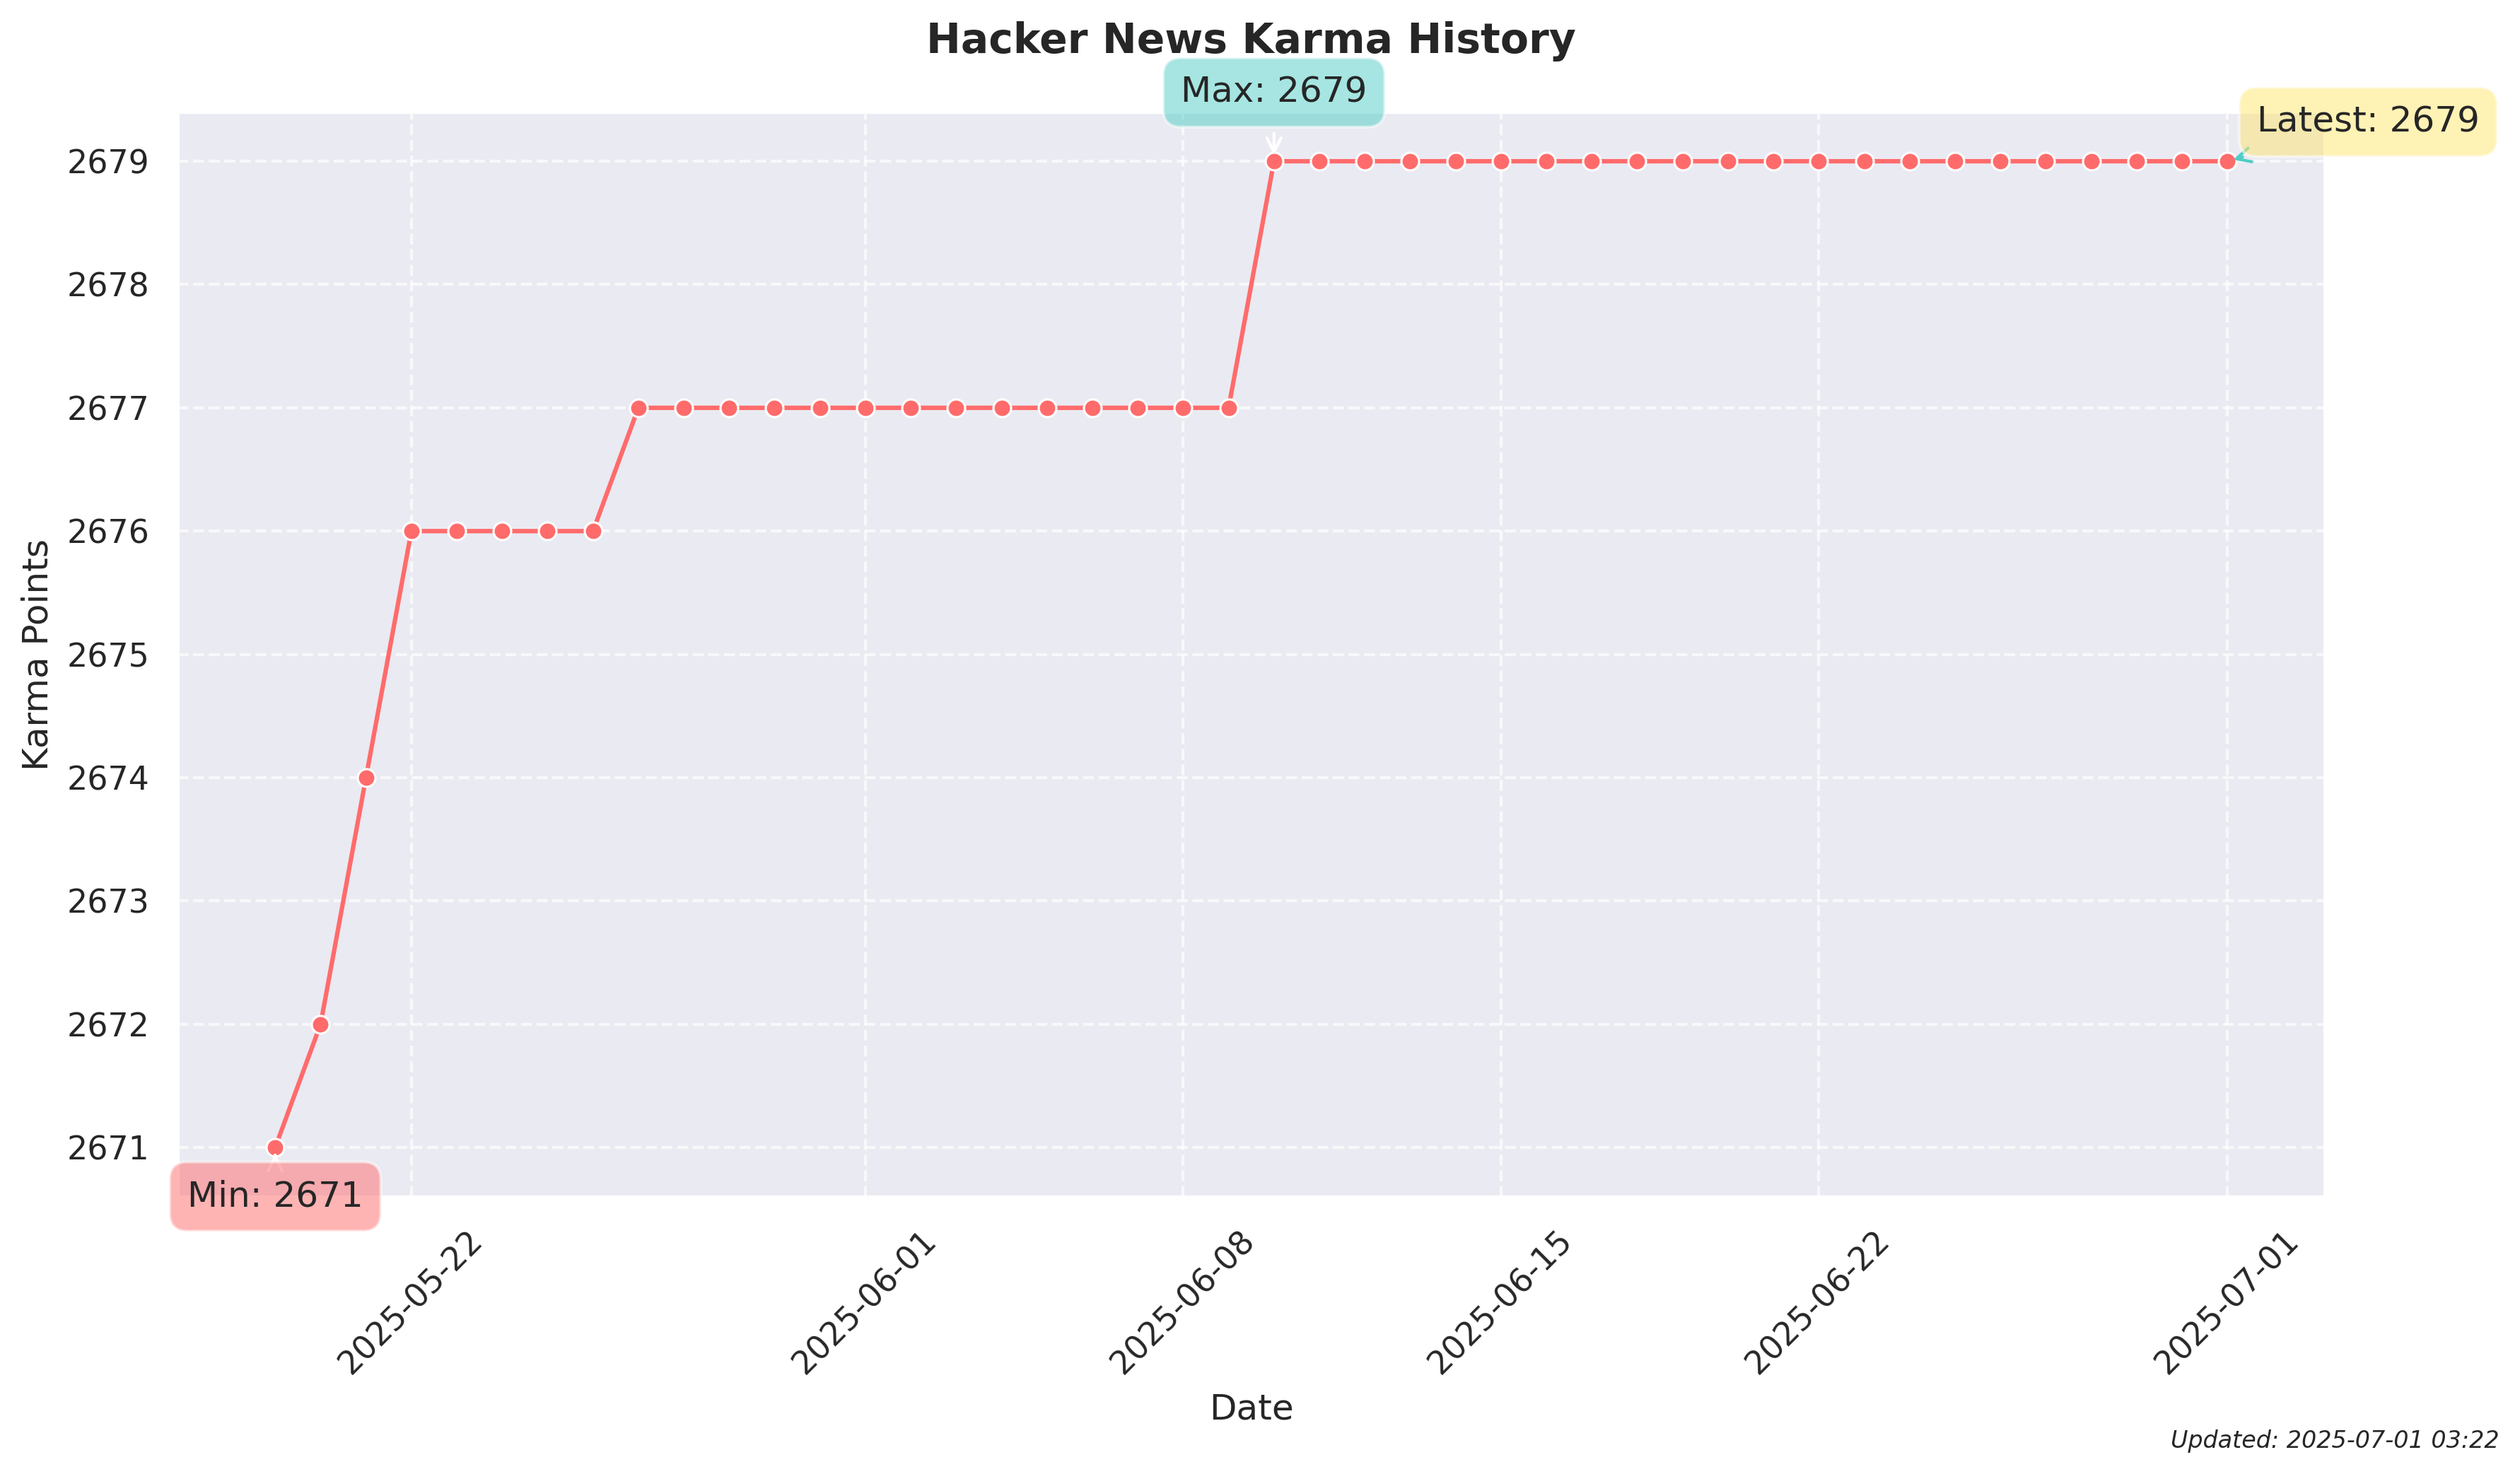 Hacker News Karma History
Max: 2679
Latest: 2679
2679
2678
2677
2676
2675
2674
2673
2672
2671
Karma Points
Min: 2671
2025-05-22
2025-06-01
2025-06-08
2025-06-15
2025-06-22
2025-07-01
Date
Updated: 2025-07-01 03:22